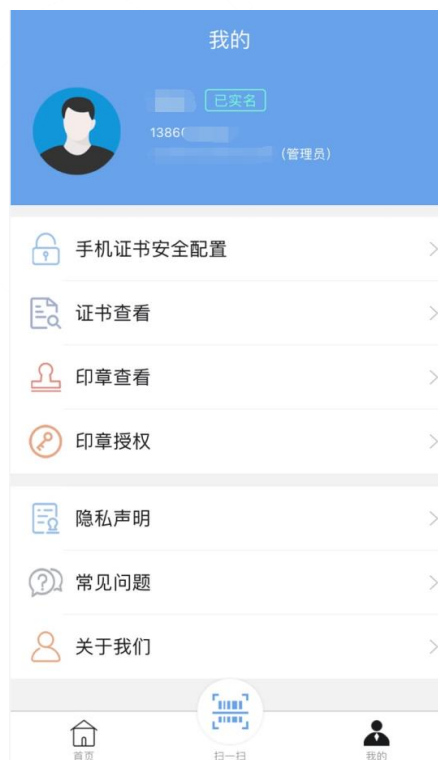 我的
已实名
1386
(管理员)
手机证书安全配置
证书查看
印章查看
印章授权
隐私声明
常见问题
关于我们
首页
扫一扫
我的